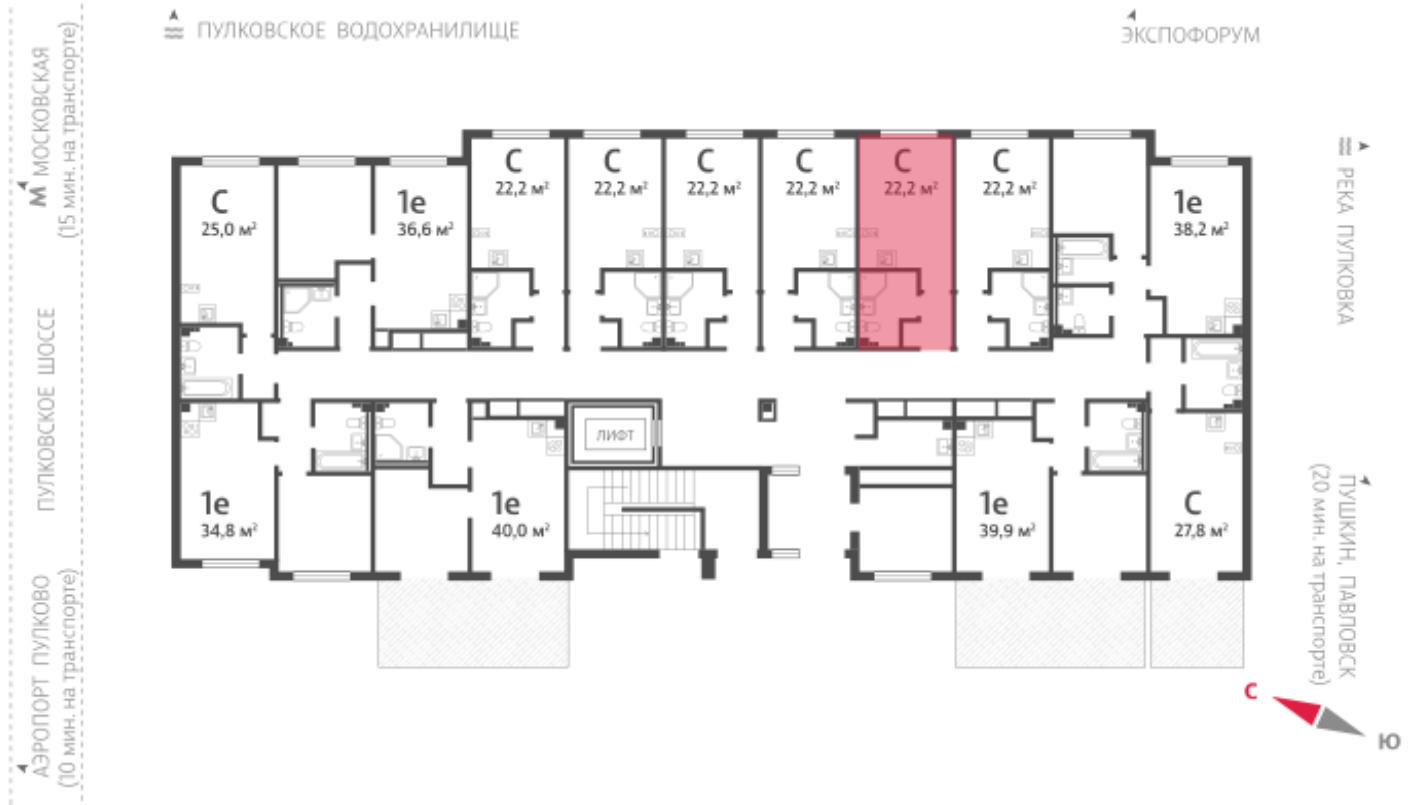 ПУЛКОВСКОЕ ВОДОХРАНИЛИЩЕ
ЭКСПОФОРУМ
М МОСКОВСКАЯ
(15 мин. на транспорте)
ПУЛКОВСКОЕ ШОССЕ
АЭРОПОРТ ПУЛКОВО
(10 мин. на транспорте)
С
25,0 м²
1е
36,6 м²
С
22,2 м²
С
22,2 м²
С
22,2 м²
С
22,2 м²
С
22,2 м²
С
22,2 м²
1е
38,2 м²
РЕКА ПУЛКОВКА
ЛИФТ
1е
34,8 м²
1е
40,0 м²
1е
39,9 м²
С
27,8 м²
ПУШКИН, ПАВЛОВСК
(20 мин. на транспорте)
С
Ю